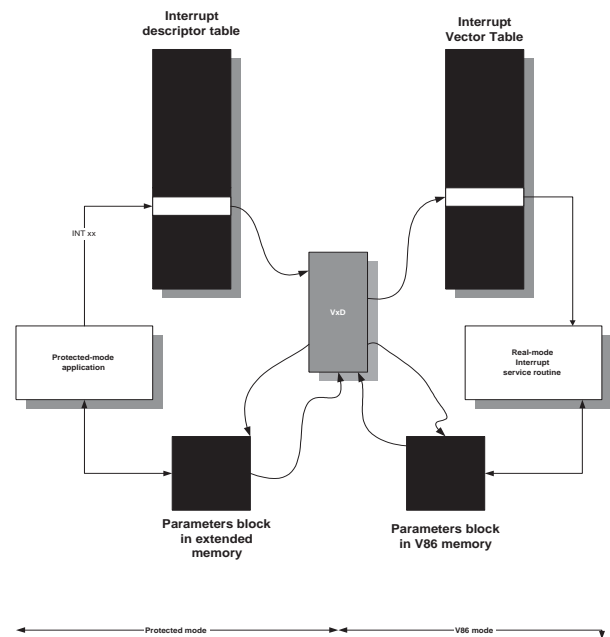 Interrupt
descriptor table
Interrupt
Vector Table
INT xx
VxD
Protected-mode
application
Real-mode
Interrupt
service routine
Parameters block
in extended
memory
Parameters block
in V86 memory
Protected mode
V86 mode